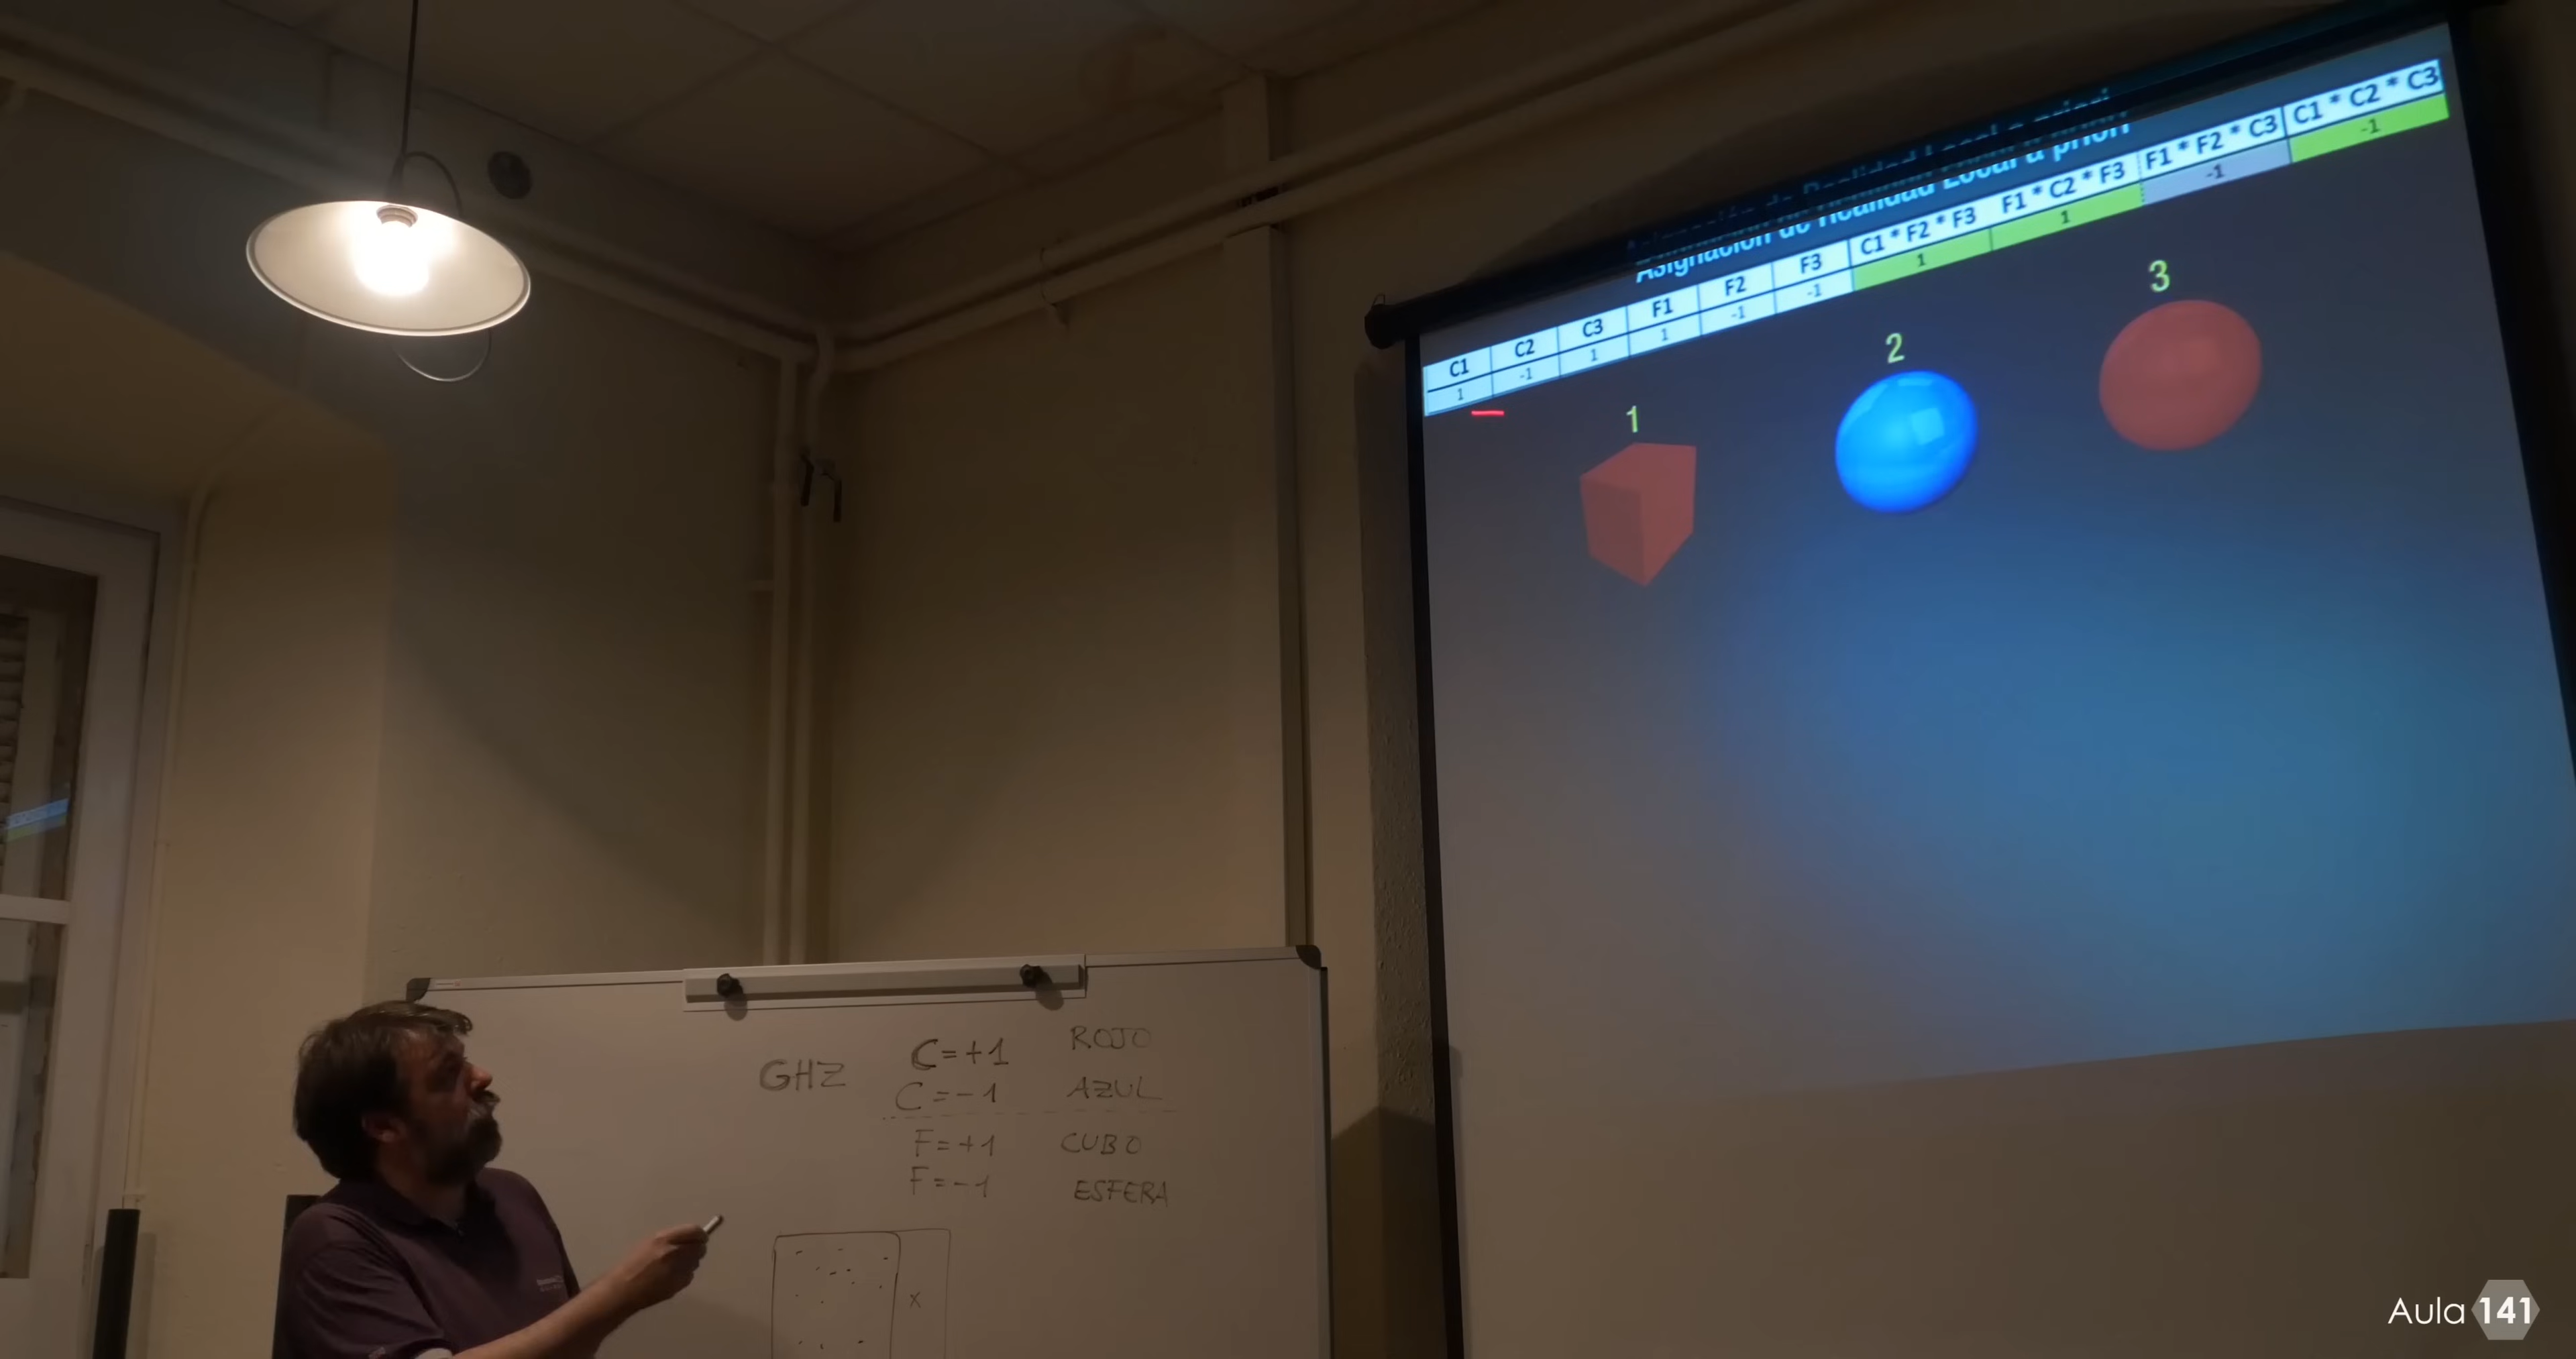 Asignación de Realidad Local a priori
C1 C2 C3 F1 F2 F3 C1 * F2 * F3 F1 * C2 * F3 F1 * F2 * C3 C1 * C2 * C3
1 -1 1 1 -1 -1 1 1 -1 -1
1 2 3
GHZ
C=+1 ROJO
C=-1 AZUL
F=+1 CUBO
F=-1 ESFERA
x
Aula 141